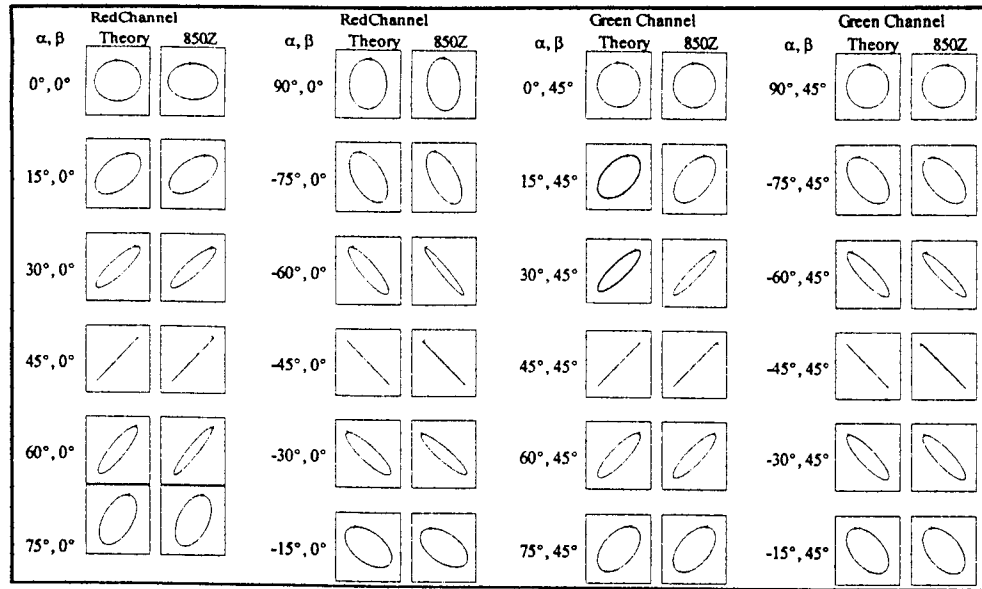 RedChannel RedChannel Green Channel Green Channel
α, β Theory 850Z α, β Theory 850Z α, β Theory 850Z α, β Theory 850Z
0°, 0° 90°, 0° 0°, 45° 90°, 45°
15°, 0° -75°, 0° 15°, 45° -75°, 45°
30°, 0° -60°, 0° 30°, 45° -60°, 45°
45°, 0° -45°, 0° 45°, 45° -45°, 45°
60°, 0° -30°, 0° 60°, 45° -30°, 45°
75°, 0° -15°, 0° 75°, 45° -15°, 45°